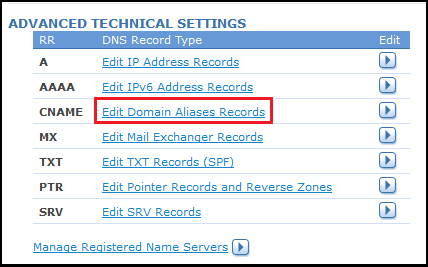 ADVANCED TECHNICAL SETTINGS
RR DNS Record Type Edit
A Edit IP Address Records
AAAA Edit IPv6 Address Records
CNAME Edit Domain Aliases Records
MX Edit Mail Exchanger Records
TXT Edit TXT Records (SPF)
PTR Edit Pointer Records and Reverse Zones
SRV Edit SRV Records
Manage Registered Name Servers